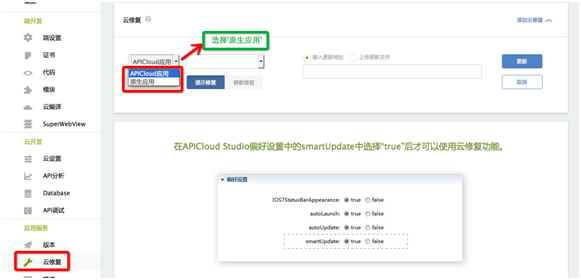 端开发
端设置
证书
代码
模块
云编译
SuperWebView
云开发
云设置
API分析
Database
API调试
应用服务
版本
云修复
云修复
添加云修复
选择“原生应用”
APICloud应用
APICloud应用
原生应用
提示修复
静默修复
输入更新地址
上传更新文件
更新
取消
在APICloud Studio偏好设置中的smartUpdate中选择“true”后才可以使用云修复功能。
偏好设置
IOS7StatusBarAppearance: true false
autoLaunch: true false
autoUpdate: true false
smartUpdate: true false